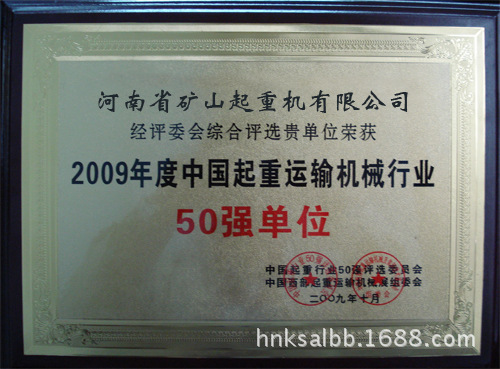 河南省矿山起重机有限公司
经评委会综合评选贵单位荣获
2009年度中国起重运输机械行业
50强单位
中国起重行业50强评选委员会
中国西部起重运输机械展组委会
二〇〇九年十月
hnksalbb.1688.com